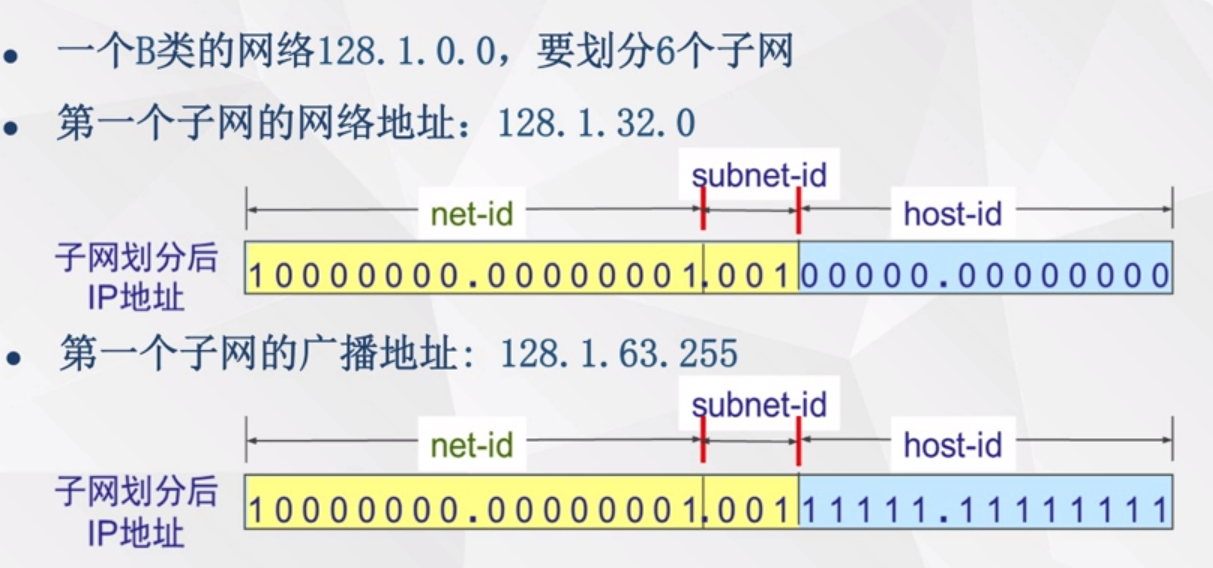 • 一个B类的网络128.1.0.0，要划分6个子网
• 第一个子网的网络地址：128.1.32.0
subnet-id
net-id host-id
子网划分后
IP地址
10000000.00000001.00100000.00000000
• 第一个子网的广播地址: 128.1.63.255
subnet-id
net-id host-id
子网划分后
IP地址
10000000.00000001.00111111.11111111